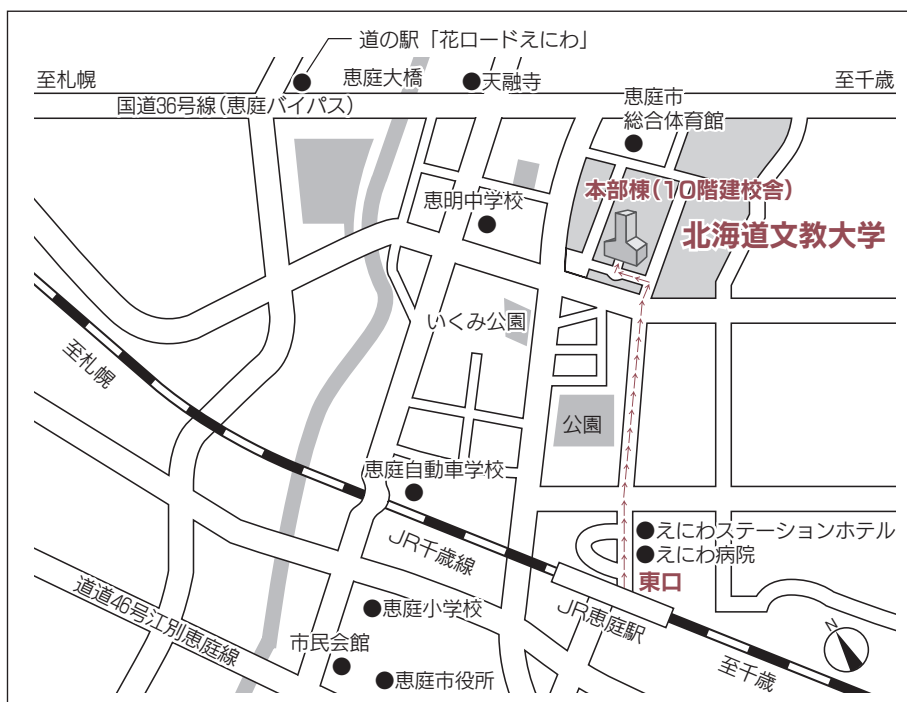 道の駅「花ロードえにわ」
至札幌
恵庭大橋
天融寺
至千歳
国道36号線(恵庭バイパス)
恵庭市
総合体育館
本部棟(10階建校舎)
恵明中学校
北海道文教大学
いくみ公園
至札幌
公園
恵庭自動車学校
えにわステーションホテル
えにわ病院
JR千歳線
東口
道道46号江別恵庭線
恵庭小学校
JR恵庭駅
市民会館
恵庭市役所
至千歳
N